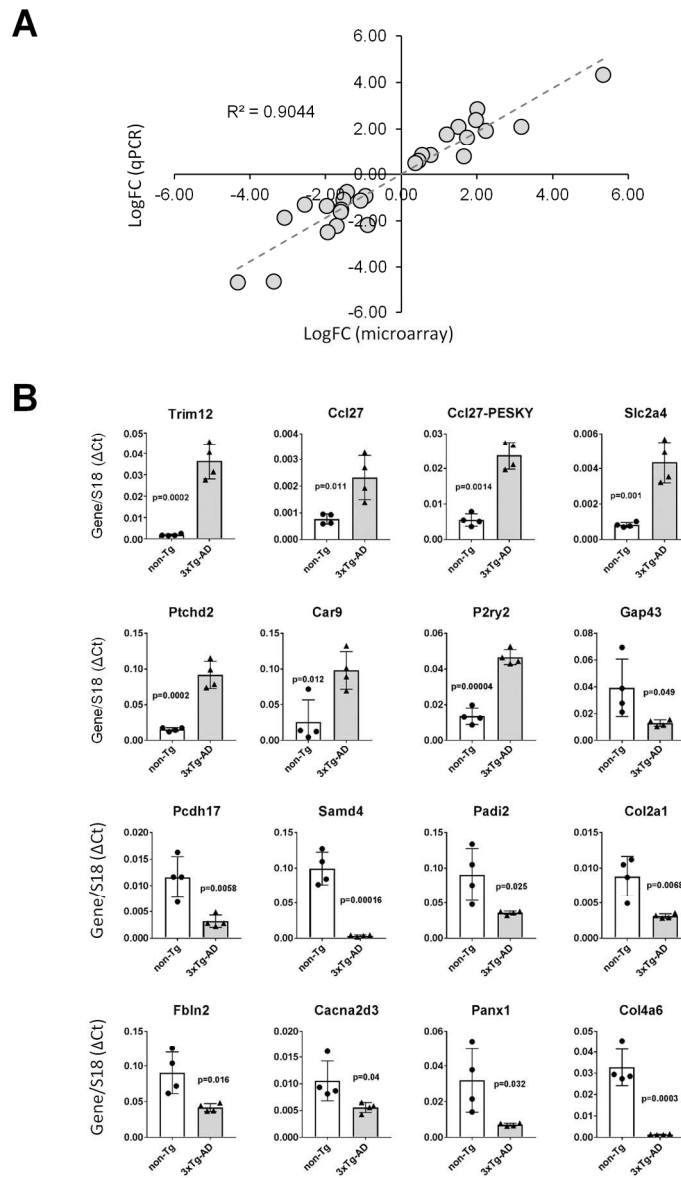 A
6.00
4.00
2.00
0.00
-2.00
-4.00
-6.00
-6.00 -4.00 -2.00 0.00 2.00 4.00 6.00
R² = 0.9044
LogFC (qPCR)
LogFC (microarray)
B
Trim12 Ccl27 Ccl27-PESKY Slc2a4
Gene/S18 (ΔCt)
0.05 0.004 0.03 0.006
0.04 0.003 0.02 0.004
0.03 0.002 0.01 0.002
0.02 0.001 0.00 0.000
0.01 0.000
0.00
p=0.0002 p=0.011 p=0.0014 p=0.001
non-Tg 3xTg-AD non-Tg 3xTg-AD non-Tg 3xTg-AD non-Tg 3xTg-AD
Ptchd2 Car9 P2ry2 Gap43
Gene/S18 (ΔCt)
0.15 0.15 0.06 0.08
0.10 0.10 0.04 0.06
0.05 0.05 0.02 0.04
0.00 0.00 0.00 0.02
0.00
p=0.0002 p=0.012 p=0.00004 p=0.049
non-Tg 3xTg-AD non-Tg 3xTg-AD non-Tg 3xTg-AD non-Tg 3xTg-AD
Pcdh17 Samd4 Padi2 Col2a1
Gene/S18 (ΔCt)
0.020 0.15 0.15 0.015
0.015 0.10 0.10 0.010
0.010 0.05 0.05 0.005
0.005 0.00 0.00 0.000
0.000
p=0.0058 p=0.00016 p=0.025 p=0.0068
non-Tg 3xTg-AD non-Tg 3xTg-AD non-Tg 3xTg-AD non-Tg 3xTg-AD
Fbln2 Cacna2d3 Panx1 Col4a6
Gene/S18 (ΔCt)
0.15 0.020 0.06 0.05
0.10 0.015 0.04 0.04
0.05 0.010 0.02 0.03
0.00 0.005 0.00 0.02
0.000 0.01
0.00
p=0.016 p=0.04 p=0.032 p=0.0003
non-Tg 3xTg-AD non-Tg 3xTg-AD non-Tg 3xTg-AD non-Tg 3xTg-AD